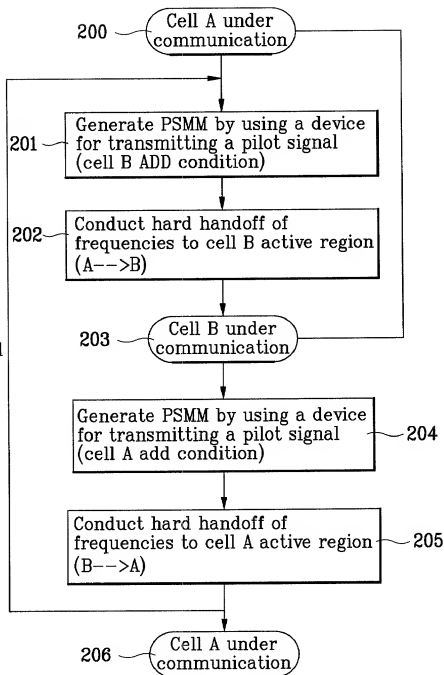 200
Cell A under
communication
201
Generate PSMM by using a device
for transmitting a pilot signal
(cell B ADD condition)
202
Conduct hard handoff of
frequencies to cell B active region
(A-->B)
203
Cell B under
communication
Generate PSMM by using a device
for transmitting a pilot signal
(cell A add condition)
204
Conduct hard handoff of
frequencies to cell A active region
(B-->A)
205
206
Cell A under
communication